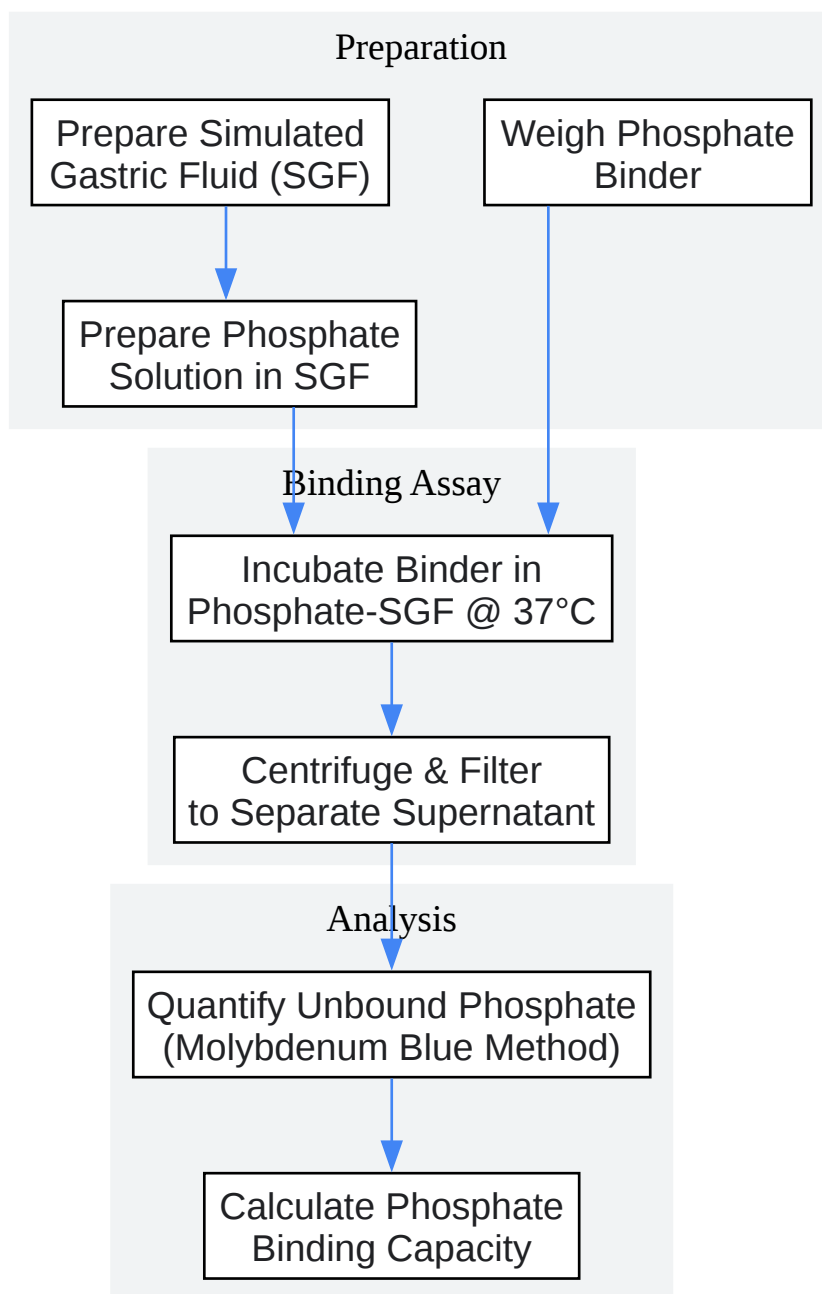 Preparation
Prepare Simulated
Gastric Fluid (SGF)
Weigh Phosphate
Binder
Prepare Phosphate
Solution in SGF
Binding Assay
Incubate Binder in
Phosphate-SGF @ 37°C
Centrifuge & Filter
to Separate Supernatant
Analysis
Quantify Unbound Phosphate
(Molybdenum Blue Method)
Calculate Phosphate
Binding Capacity